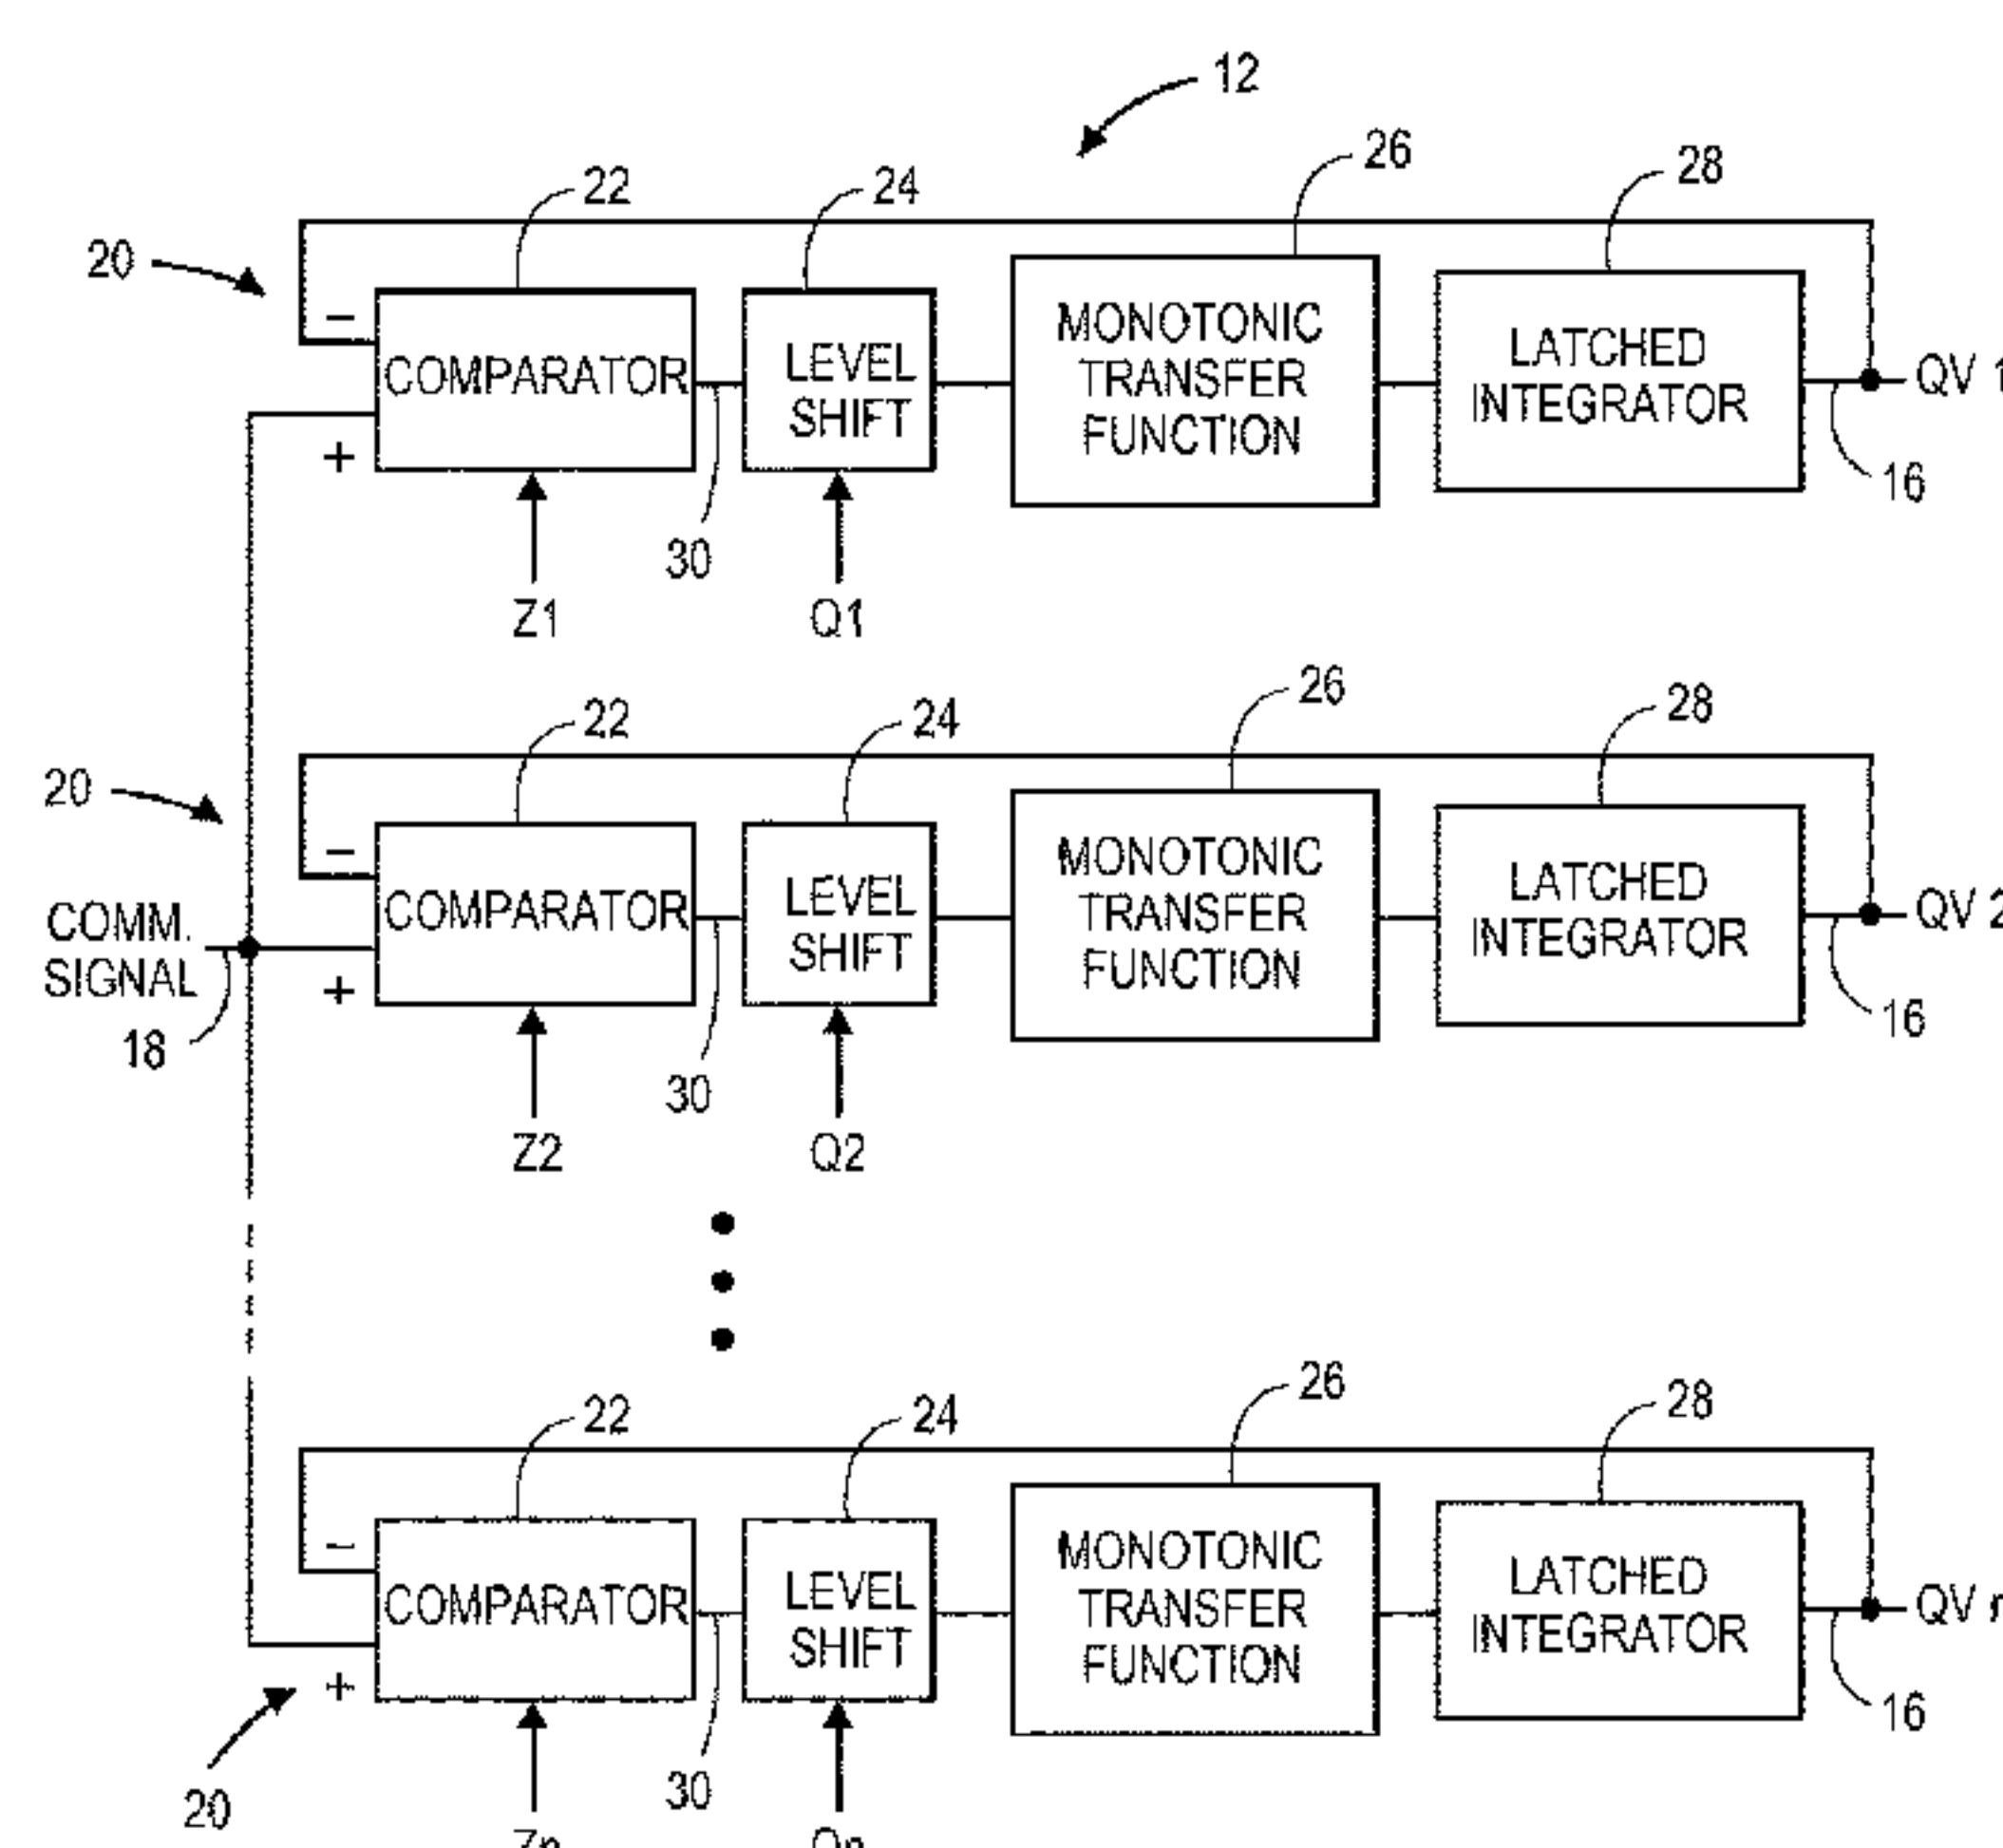 12
26
28
22
24
20
−
COMPARATOR
+
LEVEL
SHIFT
MONOTONIC
TRANSFER
FUNCTION
LATCHED
INTEGRATOR
QV 1
16
30
Z1
Q1
26
28
22
24
20
−
COMPARATOR
+
LEVEL
SHIFT
MONOTONIC
TRANSFER
FUNCTION
LATCHED
INTEGRATOR
QV 2
COMM.
SIGNAL
18
16
30
Z2
Q2
26
28
22
24
−
COMPARATOR
+
LEVEL
SHIFT
MONOTONIC
TRANSFER
FUNCTION
LATCHED
INTEGRATOR
QV
16
20
30